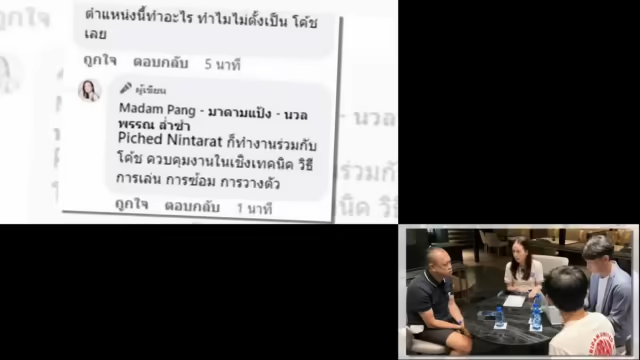 ตำแหน่งนี้ทำอะไร ทำไมไม่ตั้งเป็น โค้ช
เลย
ถูกใจ ตอบกลับ 5 นาที
ผู้เขียน
Madam Pang - มาดามแป้ง - นวล
พรรณ ล่ำซำ
Piched Nintarat ก็ทำงานร่วมกับ
โค้ช ควบคุมงานในเชิงเทคนิค วิธี
การเล่น การซ้อม การวางตัว
ถูกใจ ตอบกลับ 1 นาที